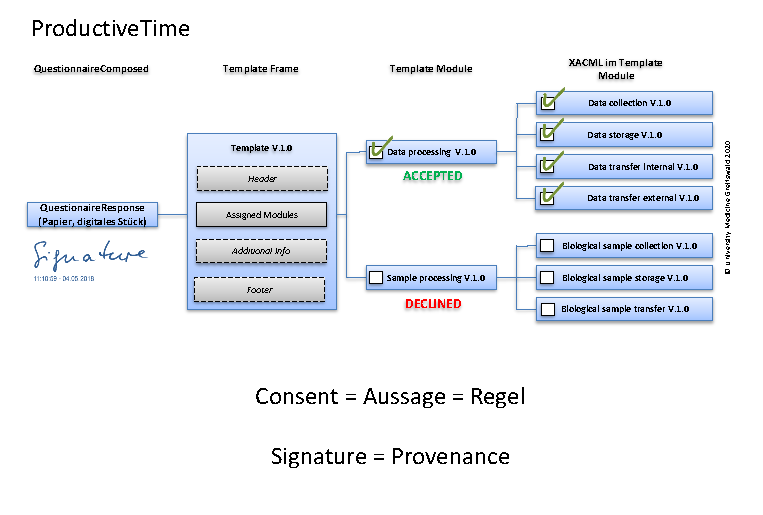 ProductiveTime
QuestionnaireComposed
Template Frame
Template Module
XACML im Template
Module
Template V.1.0
Header
Assigned Modules
Additional Info
Footer
QuestionaireResponse
(Papier, digitales Stück)
Signature
11:10:59 - 04.05.2018
Data processing V.1.0
ACCEPTED
Sample processing V.1.0
DECLINED
Data collection V.1.0
Data storage V.1.0
Data transfer internal V.1.0
Data transfer external V.1.0
Biological sample collection V.1.0
Biological sample storage V.1.0
Biological sample transfer V.1.0
© University Medicine Greifswald 2020
Consent = Aussage = Regel
Signature = Provenance